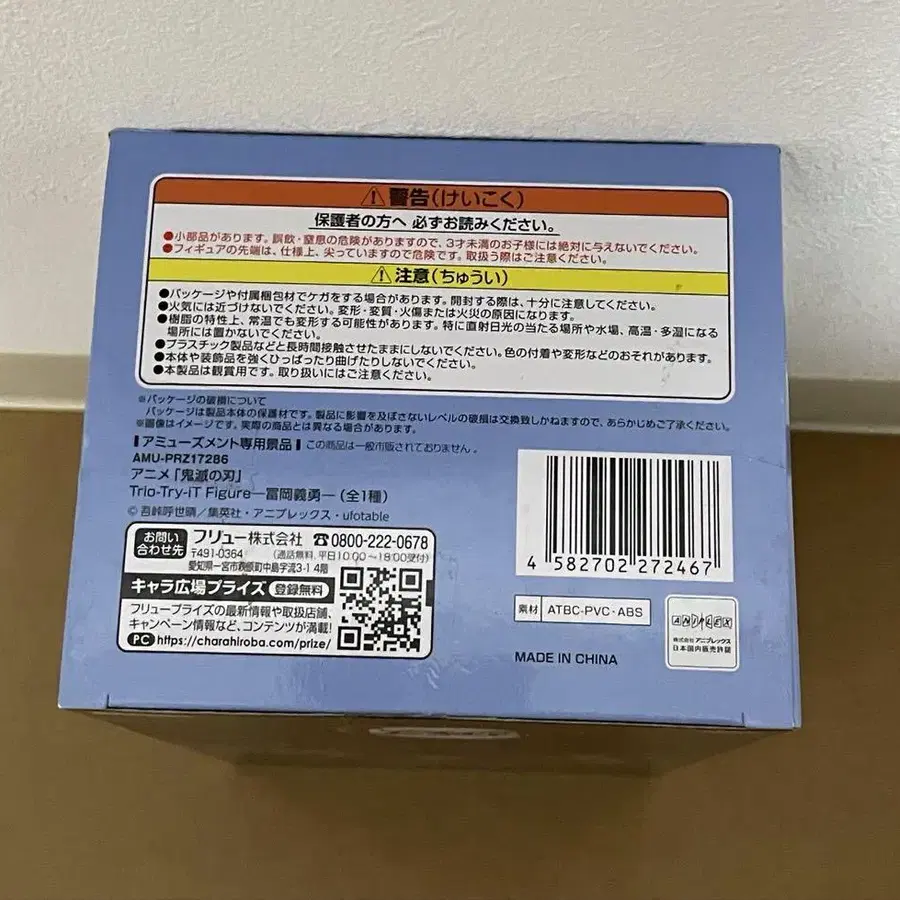 ⚠警告(けいこく)
保護者の方へ 必ずお読みください。
●小部品があります。誤飲・窒息の危険がありますので、3才未満のお子様には絶対に与えないでください。
●フィギュアの先端は、仕様上、尖っていますので危険です。取扱う際はご注意ください。
⚠注意(ちゅうい)
●パッケージや付属梱包材でケガをする場合があります。開封する際は、十分に注意してください。
●火気には近づけないでください。変形・変質・火傷または火災の原因になります。
●樹脂の特性上、常温でも変形する可能性があります。特に直射日光の当たる場所や水場、高温・多湿になる
場所には置かないでください。
●プラスチック製品などと長時間接触させたままにしないでください。色の付着や変形などのおそれがあります。
●本体や装飾品を強くひっぱったり曲げたりしないでください。
●本製品は観賞用です。取り扱いにはご注意ください。
※パッケージの破損について
パッケージは製品本体の保護材です。製品に影響を及ぼさないレベルの破損は交換致しかねますので、あらかじめご了承ください。
※画像はイメージです。実際の商品とは異なる場合があります。
アミューズメント専用景品 この商品は一般市販されておりません。
AMU-PRZ17286
アニメ「鬼滅の刃」
Trio-Try-iT Figure―冨岡義勇―(全1種)
© 吾峠呼世晴/集英社・アニプレックス・ufotable
お問い合わせ先 フリュー株式会社 ☎0800-222-0678
〒491-0364 (通話無料、平日10:00~18:00受付)
愛知県一宮市萩原町中島字流3-1 4階
キャラ広場プライズ 登録無料
フリュープライズの最新情報や取扱店舗、
キャンペーン情報など、コンテンツが満載!
PC https://charahiroba.com/prize/
4 582702 272467
素材 ATBC-PVC・ABS
MADE IN CHINA
ANIPLEX
株式会社 アニプレックス
日本国内販売許諾